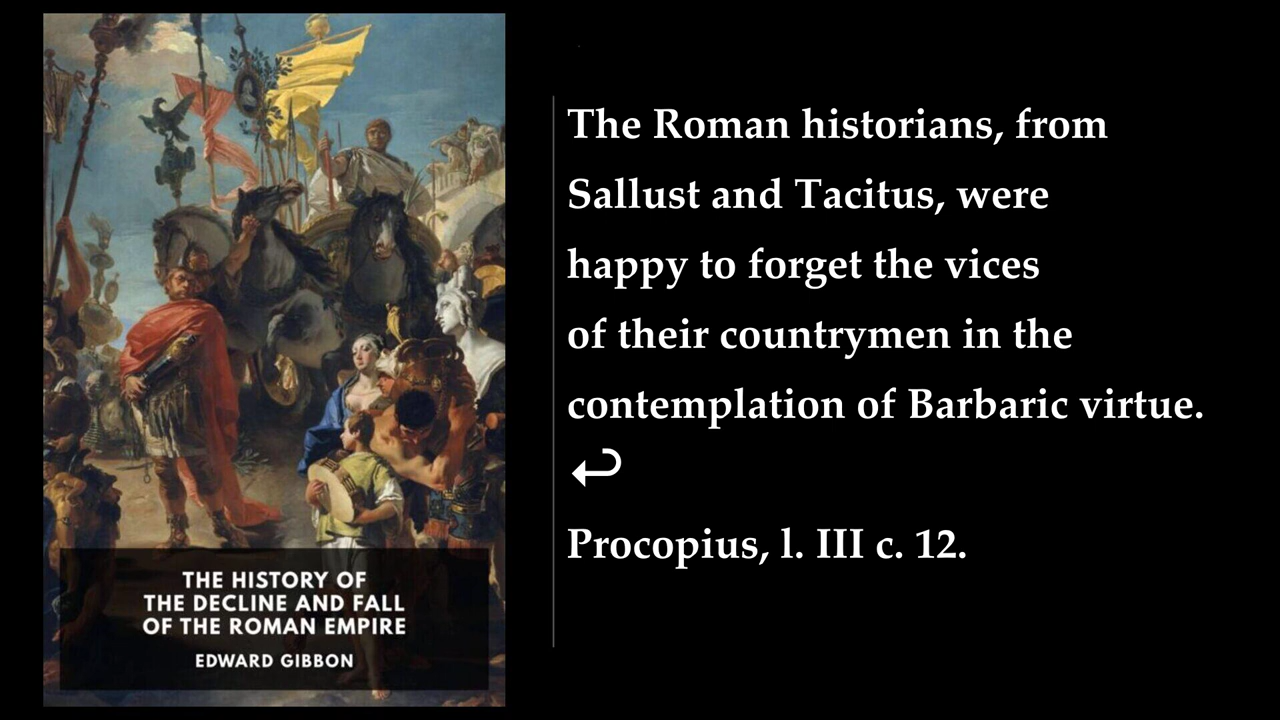 The Roman historians, from
Sallust and Tacitus, were
happy to forget the vices
of their countrymen in the
contemplation of Barbaric virtue.
↩
Procopius, l. III c. 12.
THE HISTORY OF
THE DECLINE AND FALL
OF THE ROMAN EMPIRE
EDWARD GIBBON